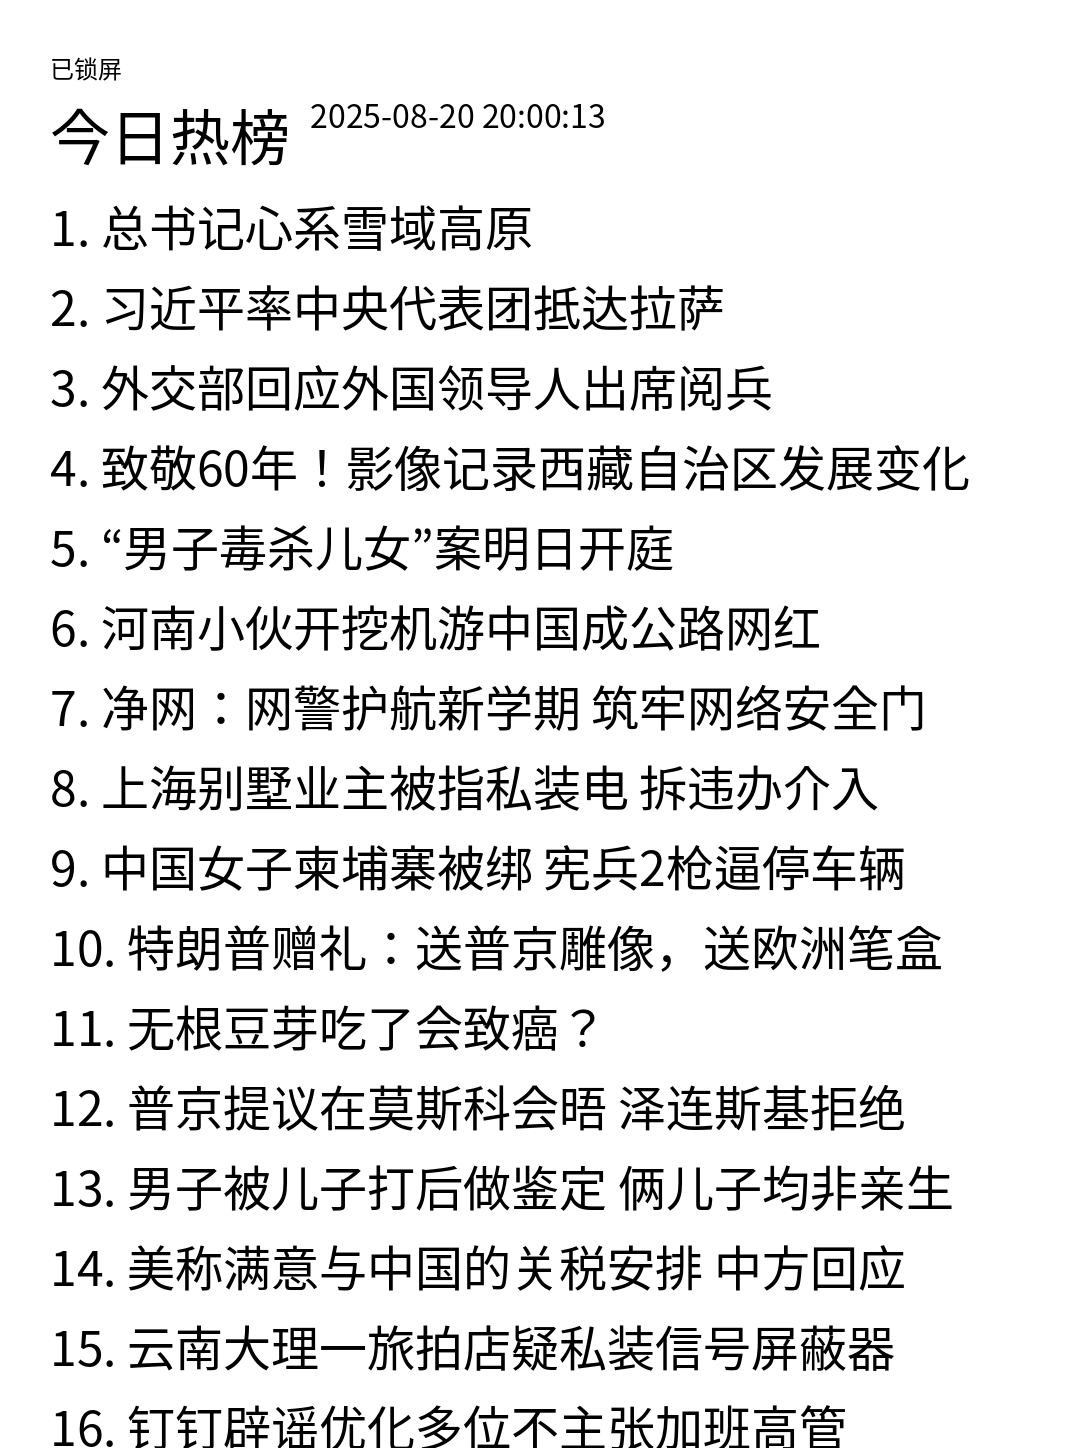 已锁屏
今日热榜 2025-08-20 20:00:13
1. 总书记心系雪域高原
2. 习近平率中央代表团抵达拉萨
3. 外交部回应外国领导人出席阅兵
4. 致敬60年！影像记录西藏自治区发展变化
5. “男子毒杀儿女”案明日开庭
6. 河南小伙开挖机游中国成公路网红
7. 净网：网警护航新学期 筑牢网络安全门
8. 上海别墅业主被指私装电 拆违办介入
9. 中国女子柬埔寨被绑 宪兵2枪逼停车辆
10. 特朗普赠礼：送普京雕像，送欧洲笔盒
11. 无根豆芽吃了会致癌？
12. 普京提议在莫斯科会晤 泽连斯基拒绝
13. 男子被儿子打后做鉴定 俩儿子均非亲生
14. 美称满意与中国的关税安排 中方回应
15. 云南大理一旅拍店疑私装信号屏蔽器
16. 钉钉辟谣优化多位不主张加班高管